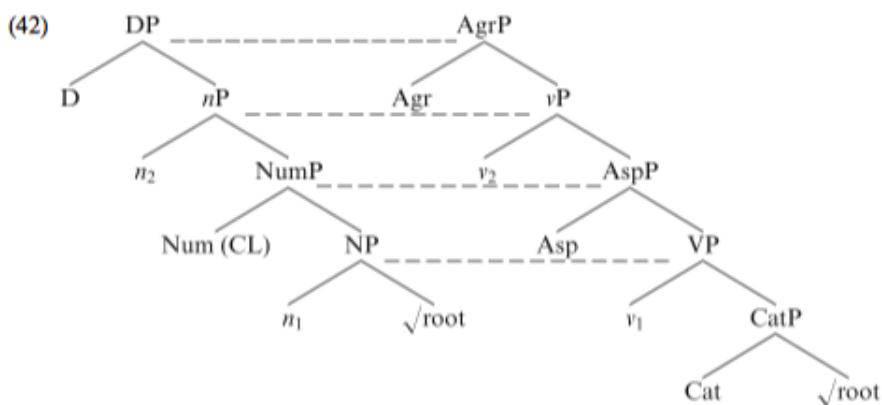 (42) DP AgrP
D nP Agr vP
n₂ NumP v₂ AspP
Num (CL) NP Asp VP
n₁ √root v₁ CatP
Cat √root